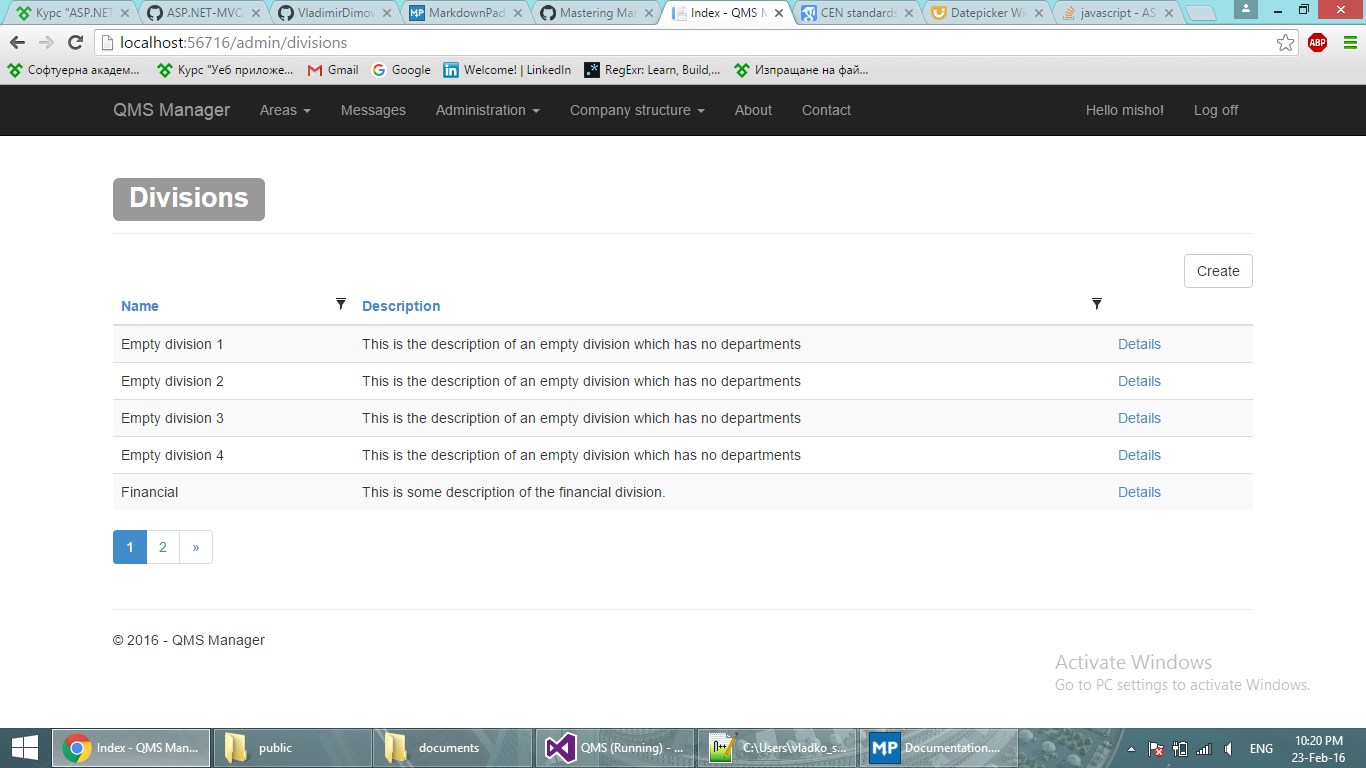 Курс "ASP.NET
ASP.NET-MVC
VladimirDimov
MarkdownPad
Mastering Mar
Index - QMS M
CEN standards
Datepicker Wi
javascript - AS
localhost:56716/admin/divisions
ABP
Софтуерна академ...
Курс "Уеб приложе...
Gmail
Google
Welcome! | LinkedIn
RegExr: Learn, Build,...
Изпращане на фай...
QMS Manager
Areas
Messages
Administration
Company structure
About
Contact
Hello misho!
Log off
Divisions
Create
Name
Description
Empty division 1
This is the description of an empty division which has no departments
Details
Empty division 2
This is the description of an empty division which has no departments
Details
Empty division 3
This is the description of an empty division which has no departments
Details
Empty division 4
This is the description of an empty division which has no departments
Details
Financial
This is some description of the financial division.
Details
1
2
»
© 2016 - QMS Manager
Activate Windows
Go to PC settings to activate Windows.
Index - QMS Man...
public
documents
QMS (Running) - ...
C:\Users\vladko_s...
MP
Documentation....
ENG
10:20 PM
23-Feb-16